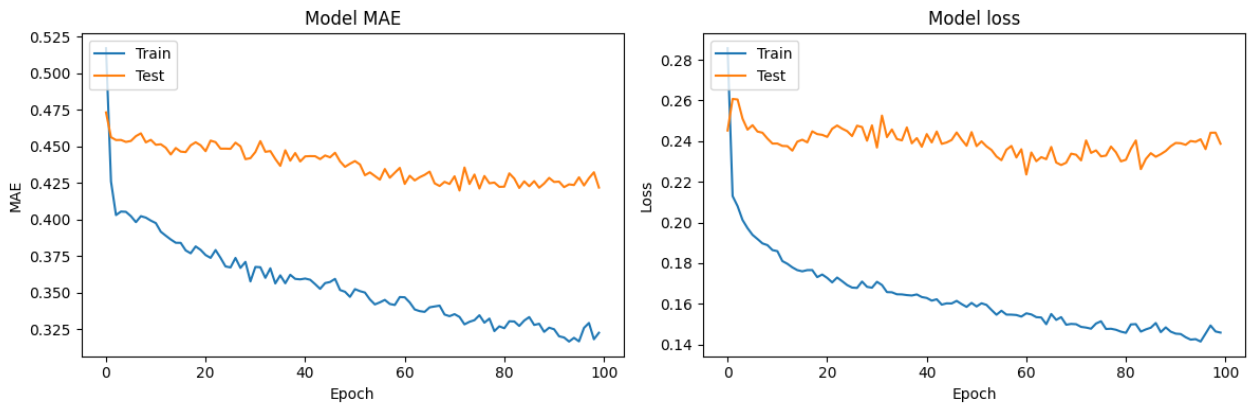 Model MAE
Train
Test
MAE
0.525
0.500
0.475
0.450
0.425
0.400
0.375
0.350
0.325
0 20 40 60 80 100
Epoch
Model loss
Train
Test
Loss
0.28
0.26
0.24
0.22
0.20
0.18
0.16
0.14
0 20 40 60 80 100
Epoch